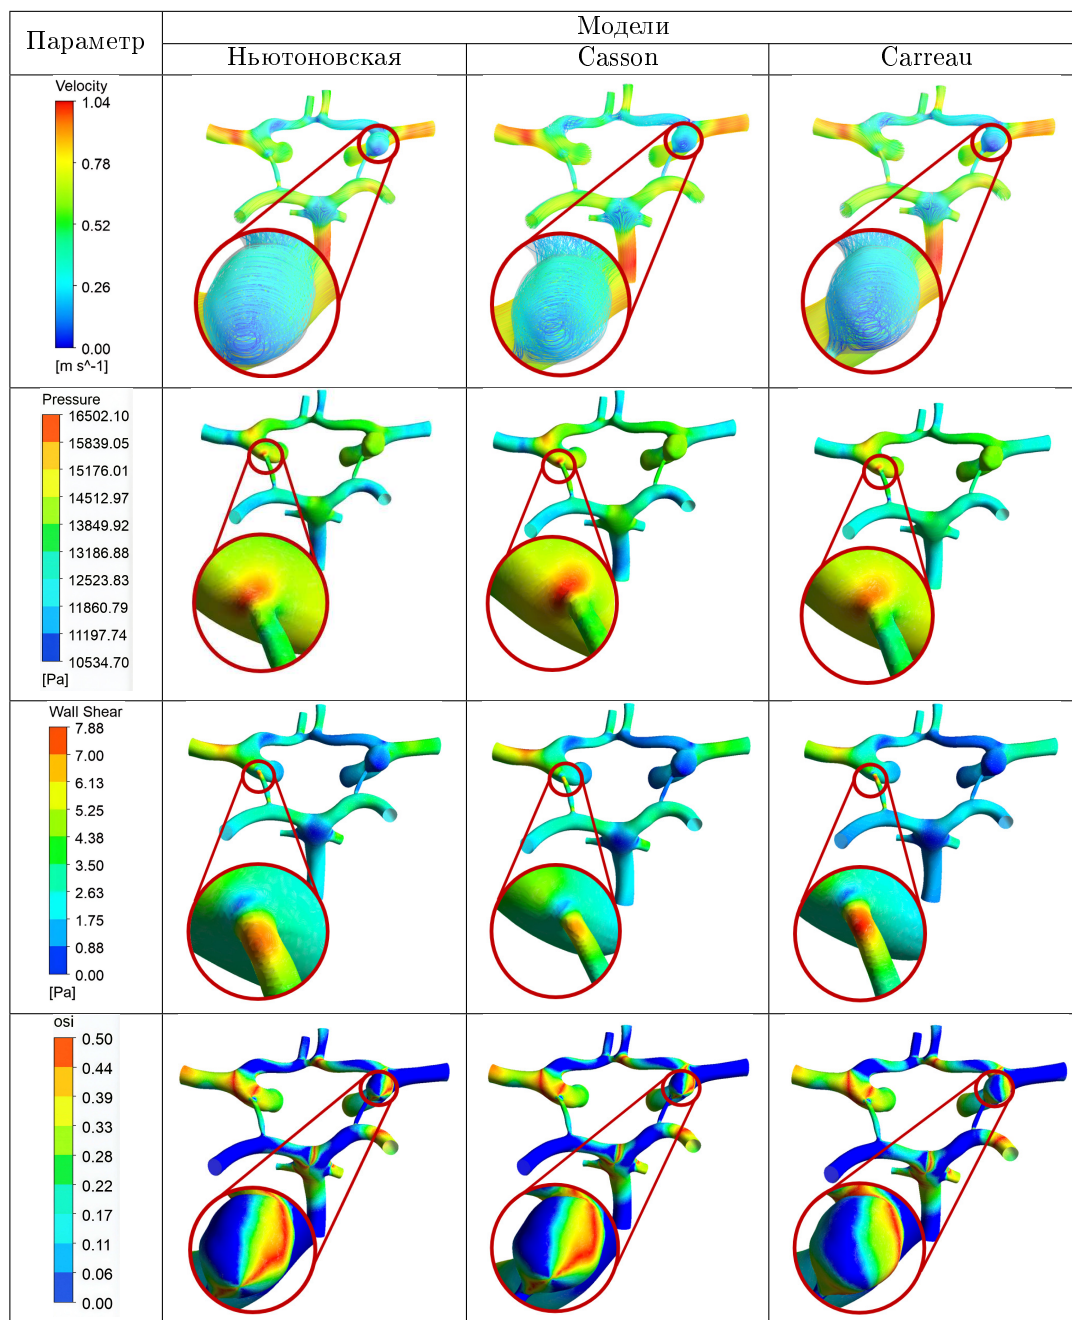 Параметр
Модели
Ньютоновская
Casson
Carreau
Velocity
1.04
0.78
0.52
0.26
0.00
[m s^-1]
Pressure
16502.10
15839.05
15176.01
14512.97
13849.92
13186.88
12523.83
11860.79
11197.74
10534.70
[Pa]
Wall Shear
7.88
7.00
6.13
5.25
4.38
3.50
2.63
1.75
0.88
0.00
[Pa]
osi
0.50
0.44
0.39
0.33
0.28
0.22
0.17
0.11
0.06
0.00